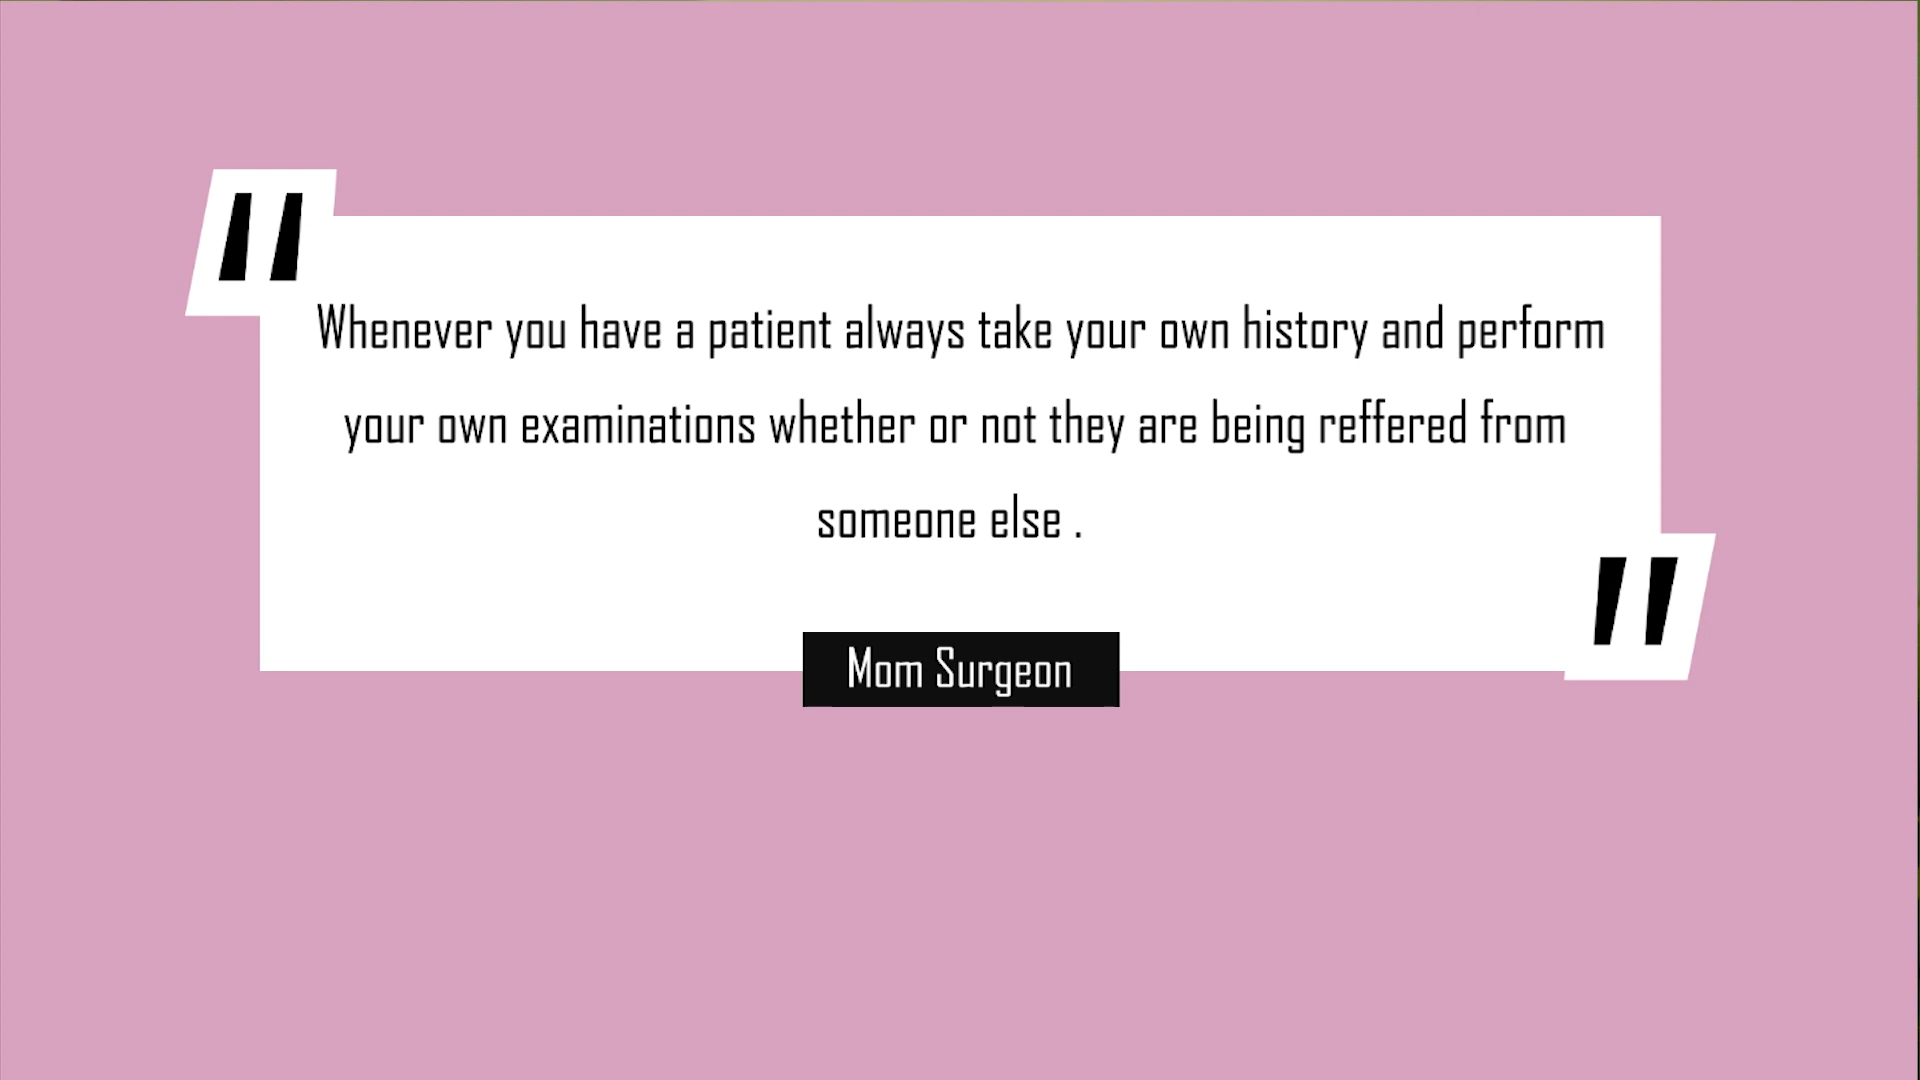 "
Whenever you have a patient always take your own history and perform
your own examinations whether or not they are being reffered from
someone else .
"
Mom Surgeon